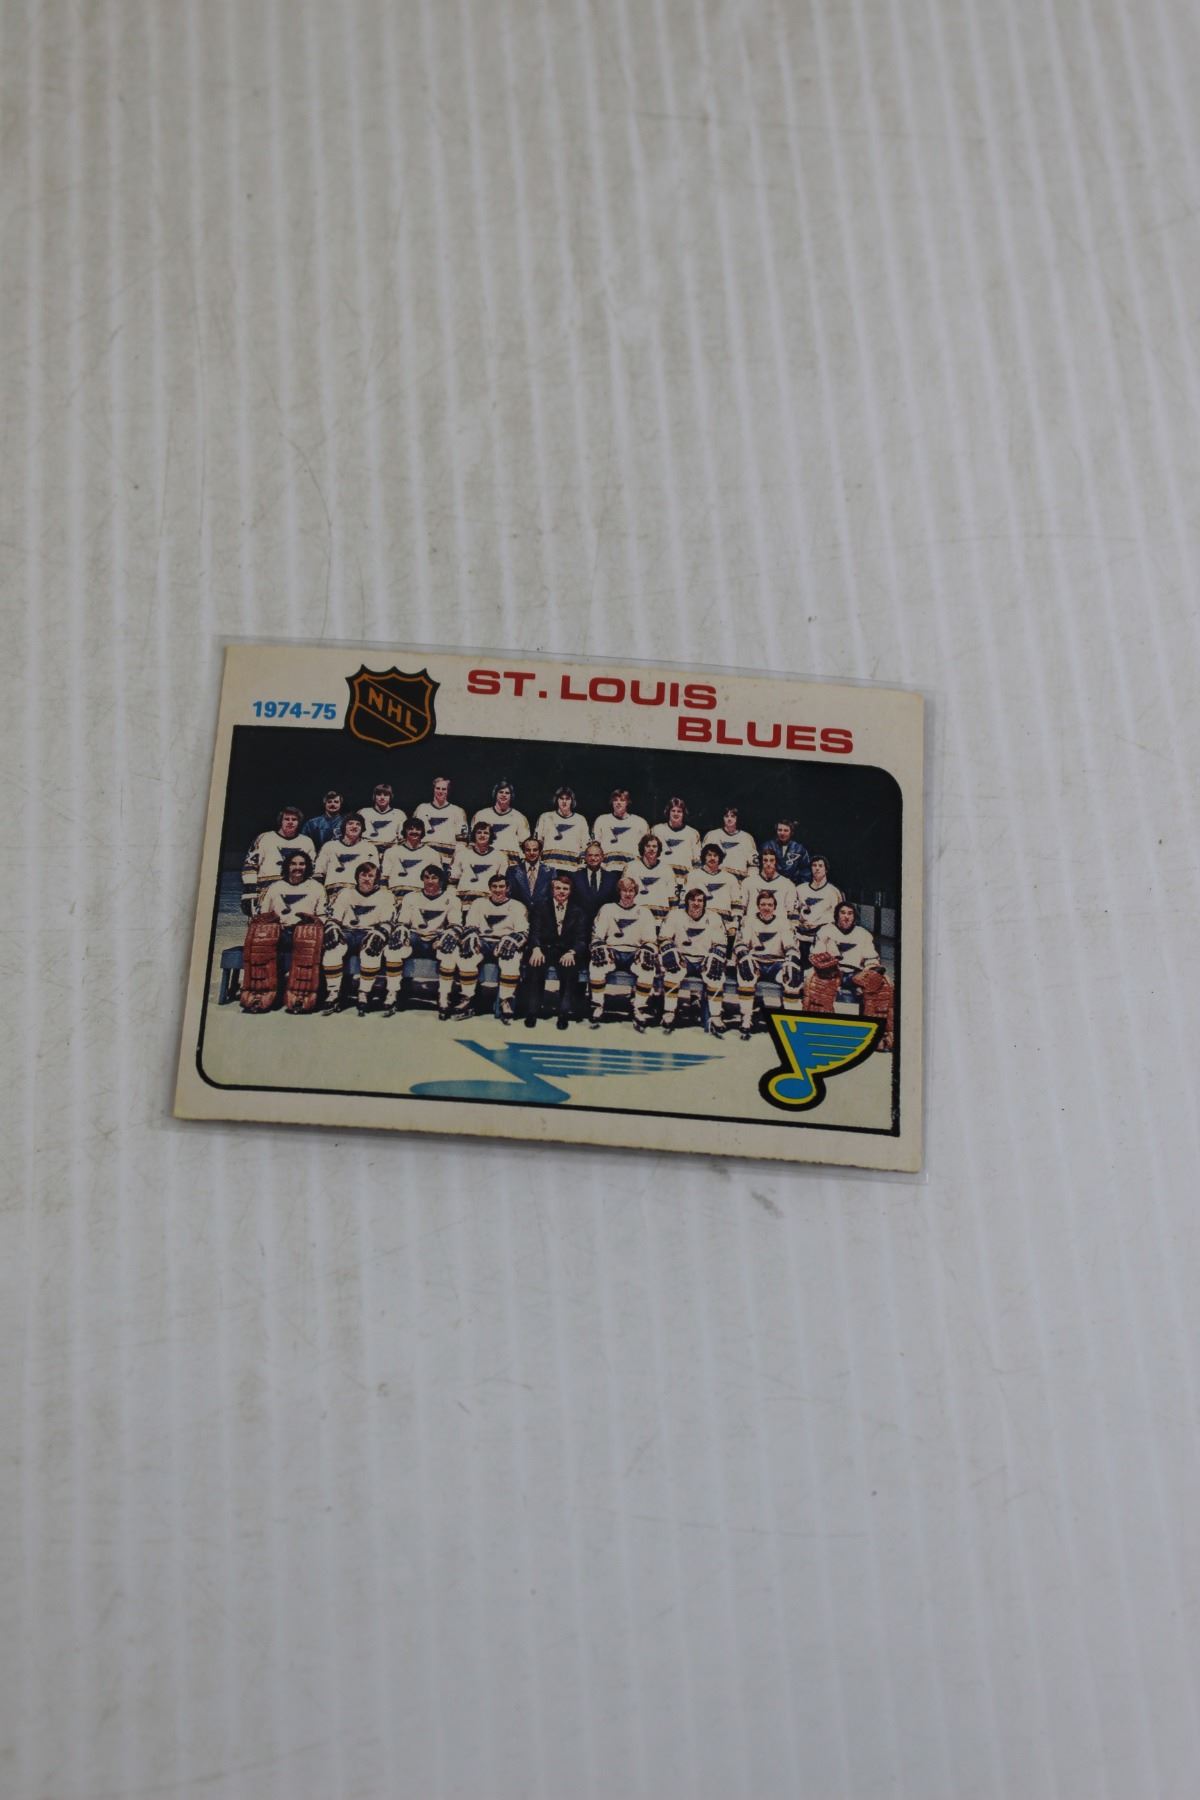 1974-75
NHL
ST. LOUIS
BLUES